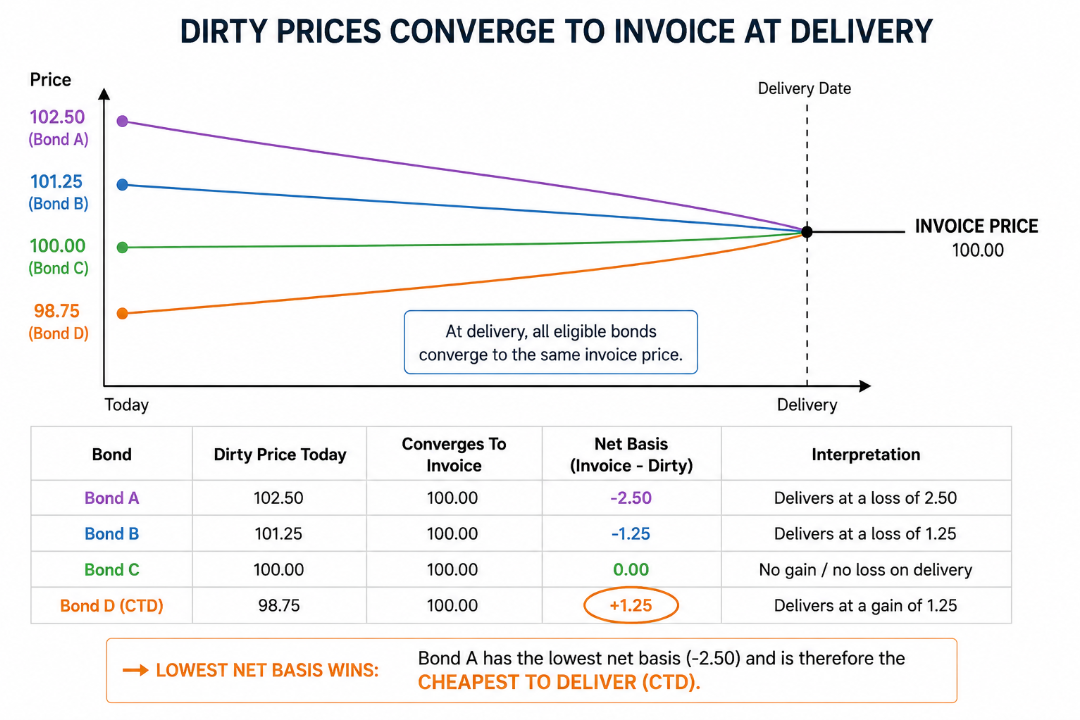 DIRTY PRICES CONVERGE TO INVOICE AT DELIVERY
Price
102.50
(Bond A)
101.25
(Bond B)
100.00
(Bond C)
98.75
(Bond D)
Delivery Date
INVOICE PRICE
100.00
At delivery, all eligible bonds
converge to the same invoice price.
Today
Delivery
Bond
Dirty Price Today
Converges To
Invoice
Net Basis
(Invoice - Dirty)
Interpretation
Bond A 102.50 100.00 -2.50 Delivers at a loss of 2.50
Bond B 101.25 100.00 -1.25 Delivers at a loss of 1.25
Bond C 100.00 100.00 0.00 No gain / no loss on delivery
Bond D (CTD) 98.75 100.00 +1.25 Delivers at a gain of 1.25
→ LOWEST NET BASIS WINS:
Bond A has the lowest net basis (-2.50) and is therefore the
CHEAPEST TO DELIVER (CTD).